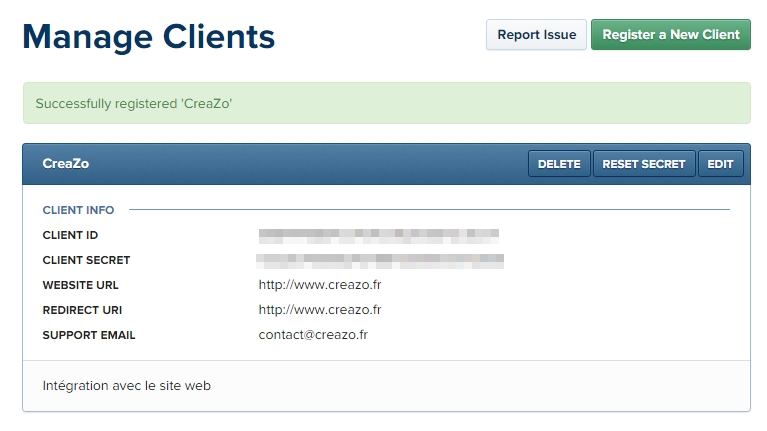 Manage Clients
Report Issue
Register a New Client
Successfully registered 'CreaZo'
CreaZo
DELETE
RESET SECRET
EDIT
CLIENT INFO
CLIENT ID
CLIENT SECRET
WEBSITE URL http://www.creazo.fr
REDIRECT URI http://www.creazo.fr
SUPPORT EMAIL contact@creazo.fr
Intégration avec le site web